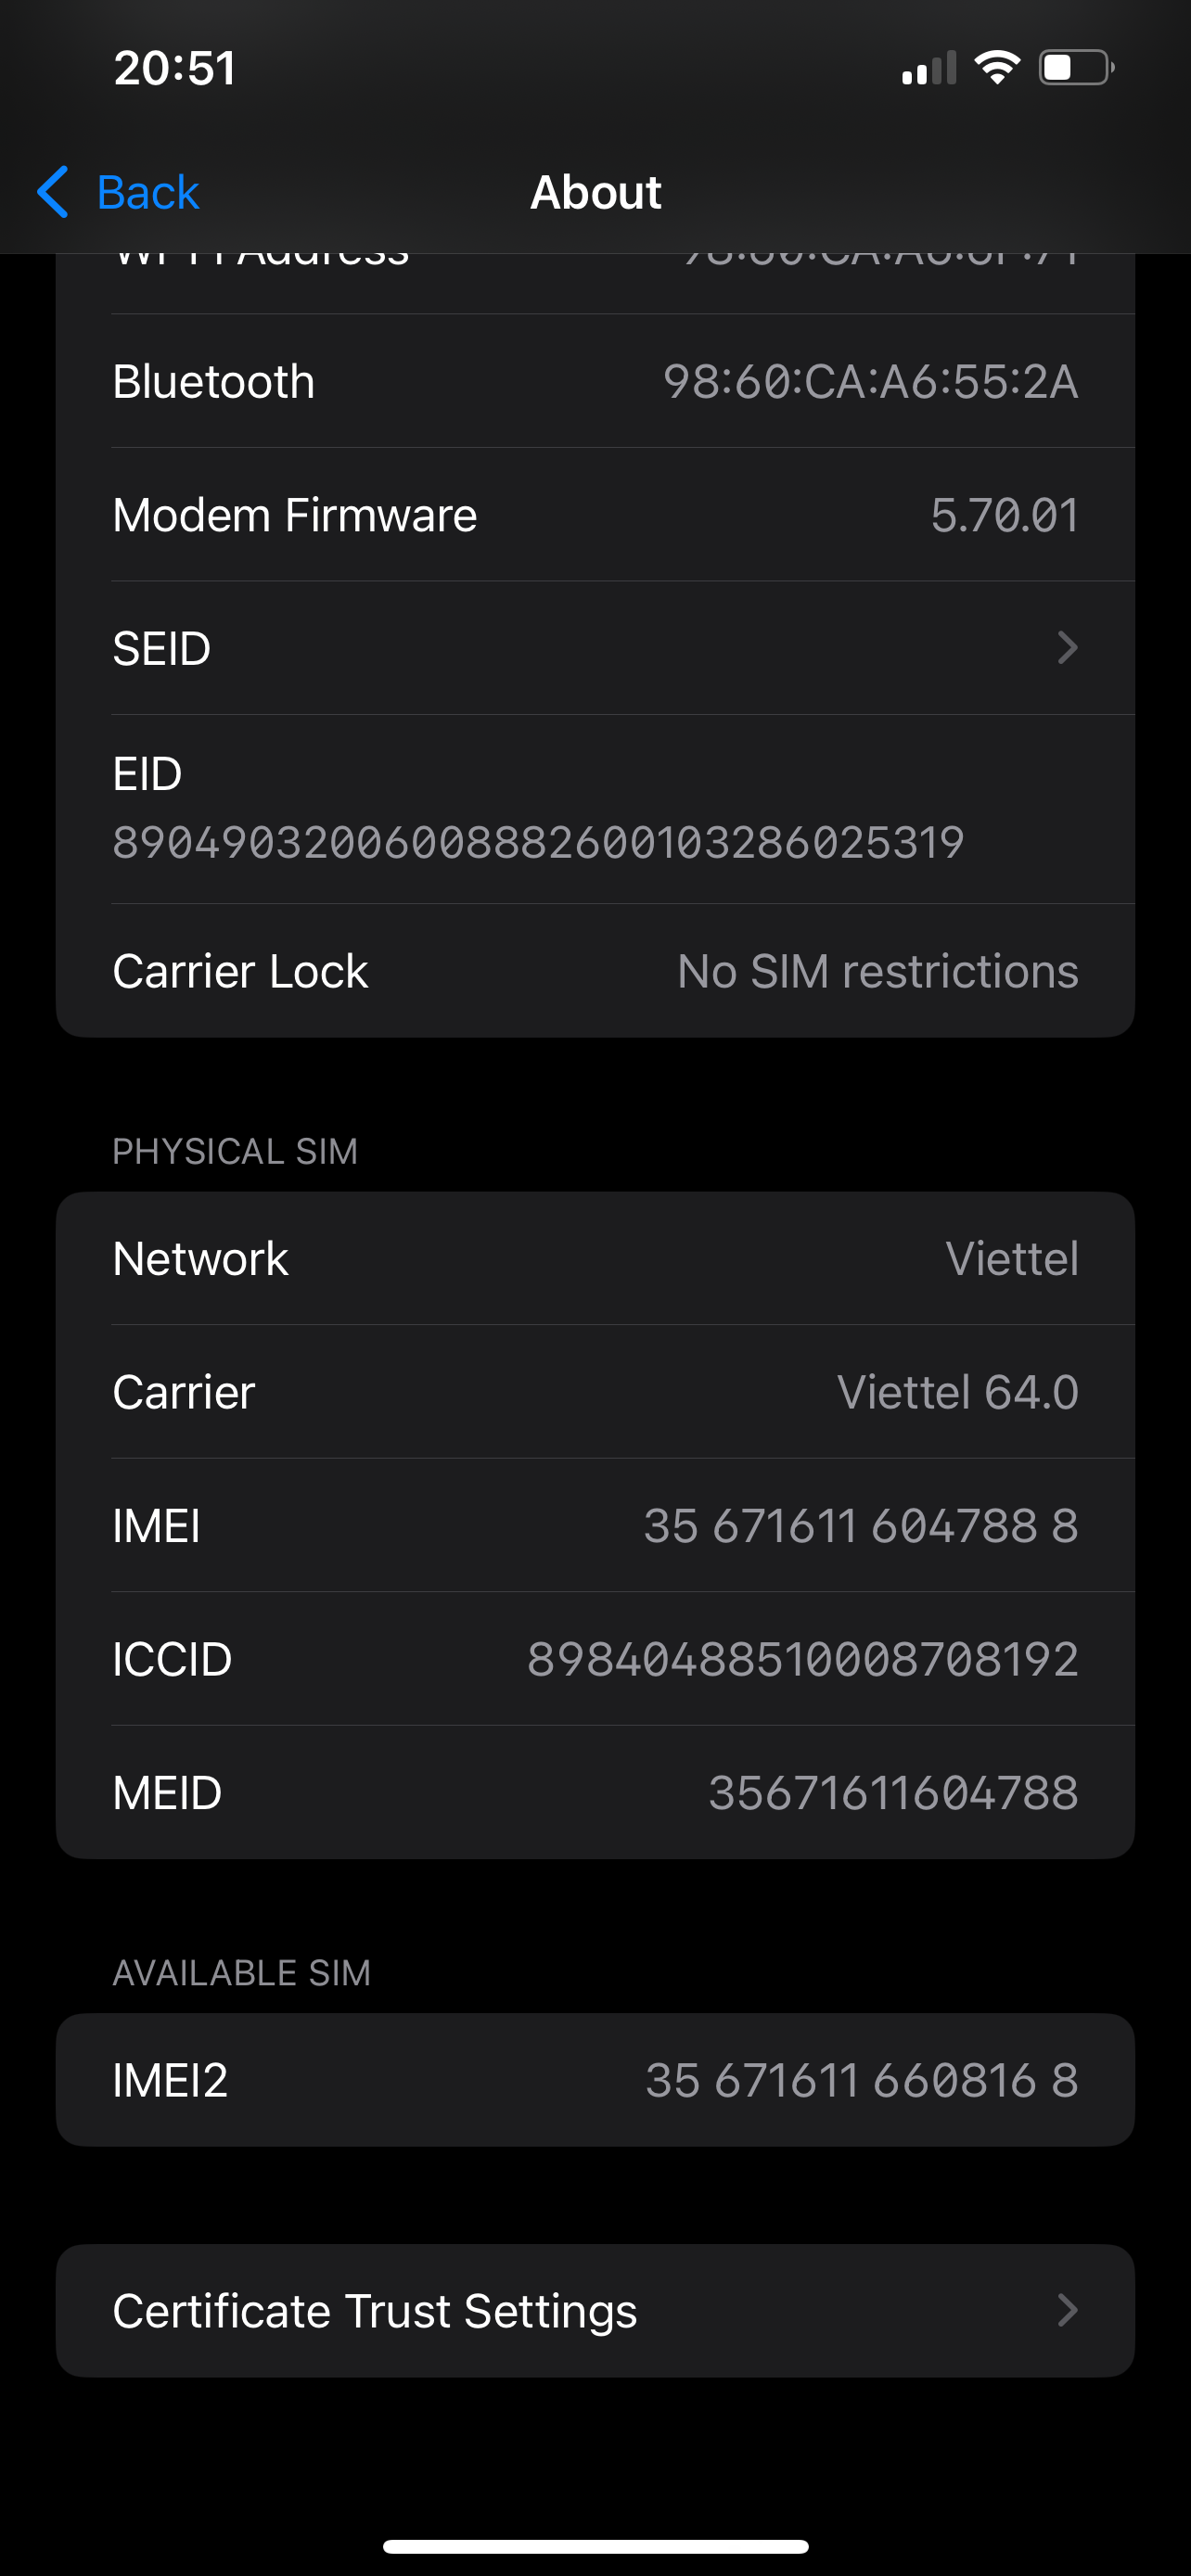 20:51
Back
About
Wi-Fi Address
Bluetooth 98:60:CA:A6:55:2A
Modem Firmware 5.70.01
SEID
EID
89049032006008882600103286025319
Carrier Lock No SIM restrictions
PHYSICAL SIM
Network Viettel
Carrier Viettel 64.0
IMEI 35 671611 604788 8
ICCID 89840488510008708192
MEID 35671611604788
AVAILABLE SIM
IMEI2 35 671611 660816 8
Certificate Trust Settings